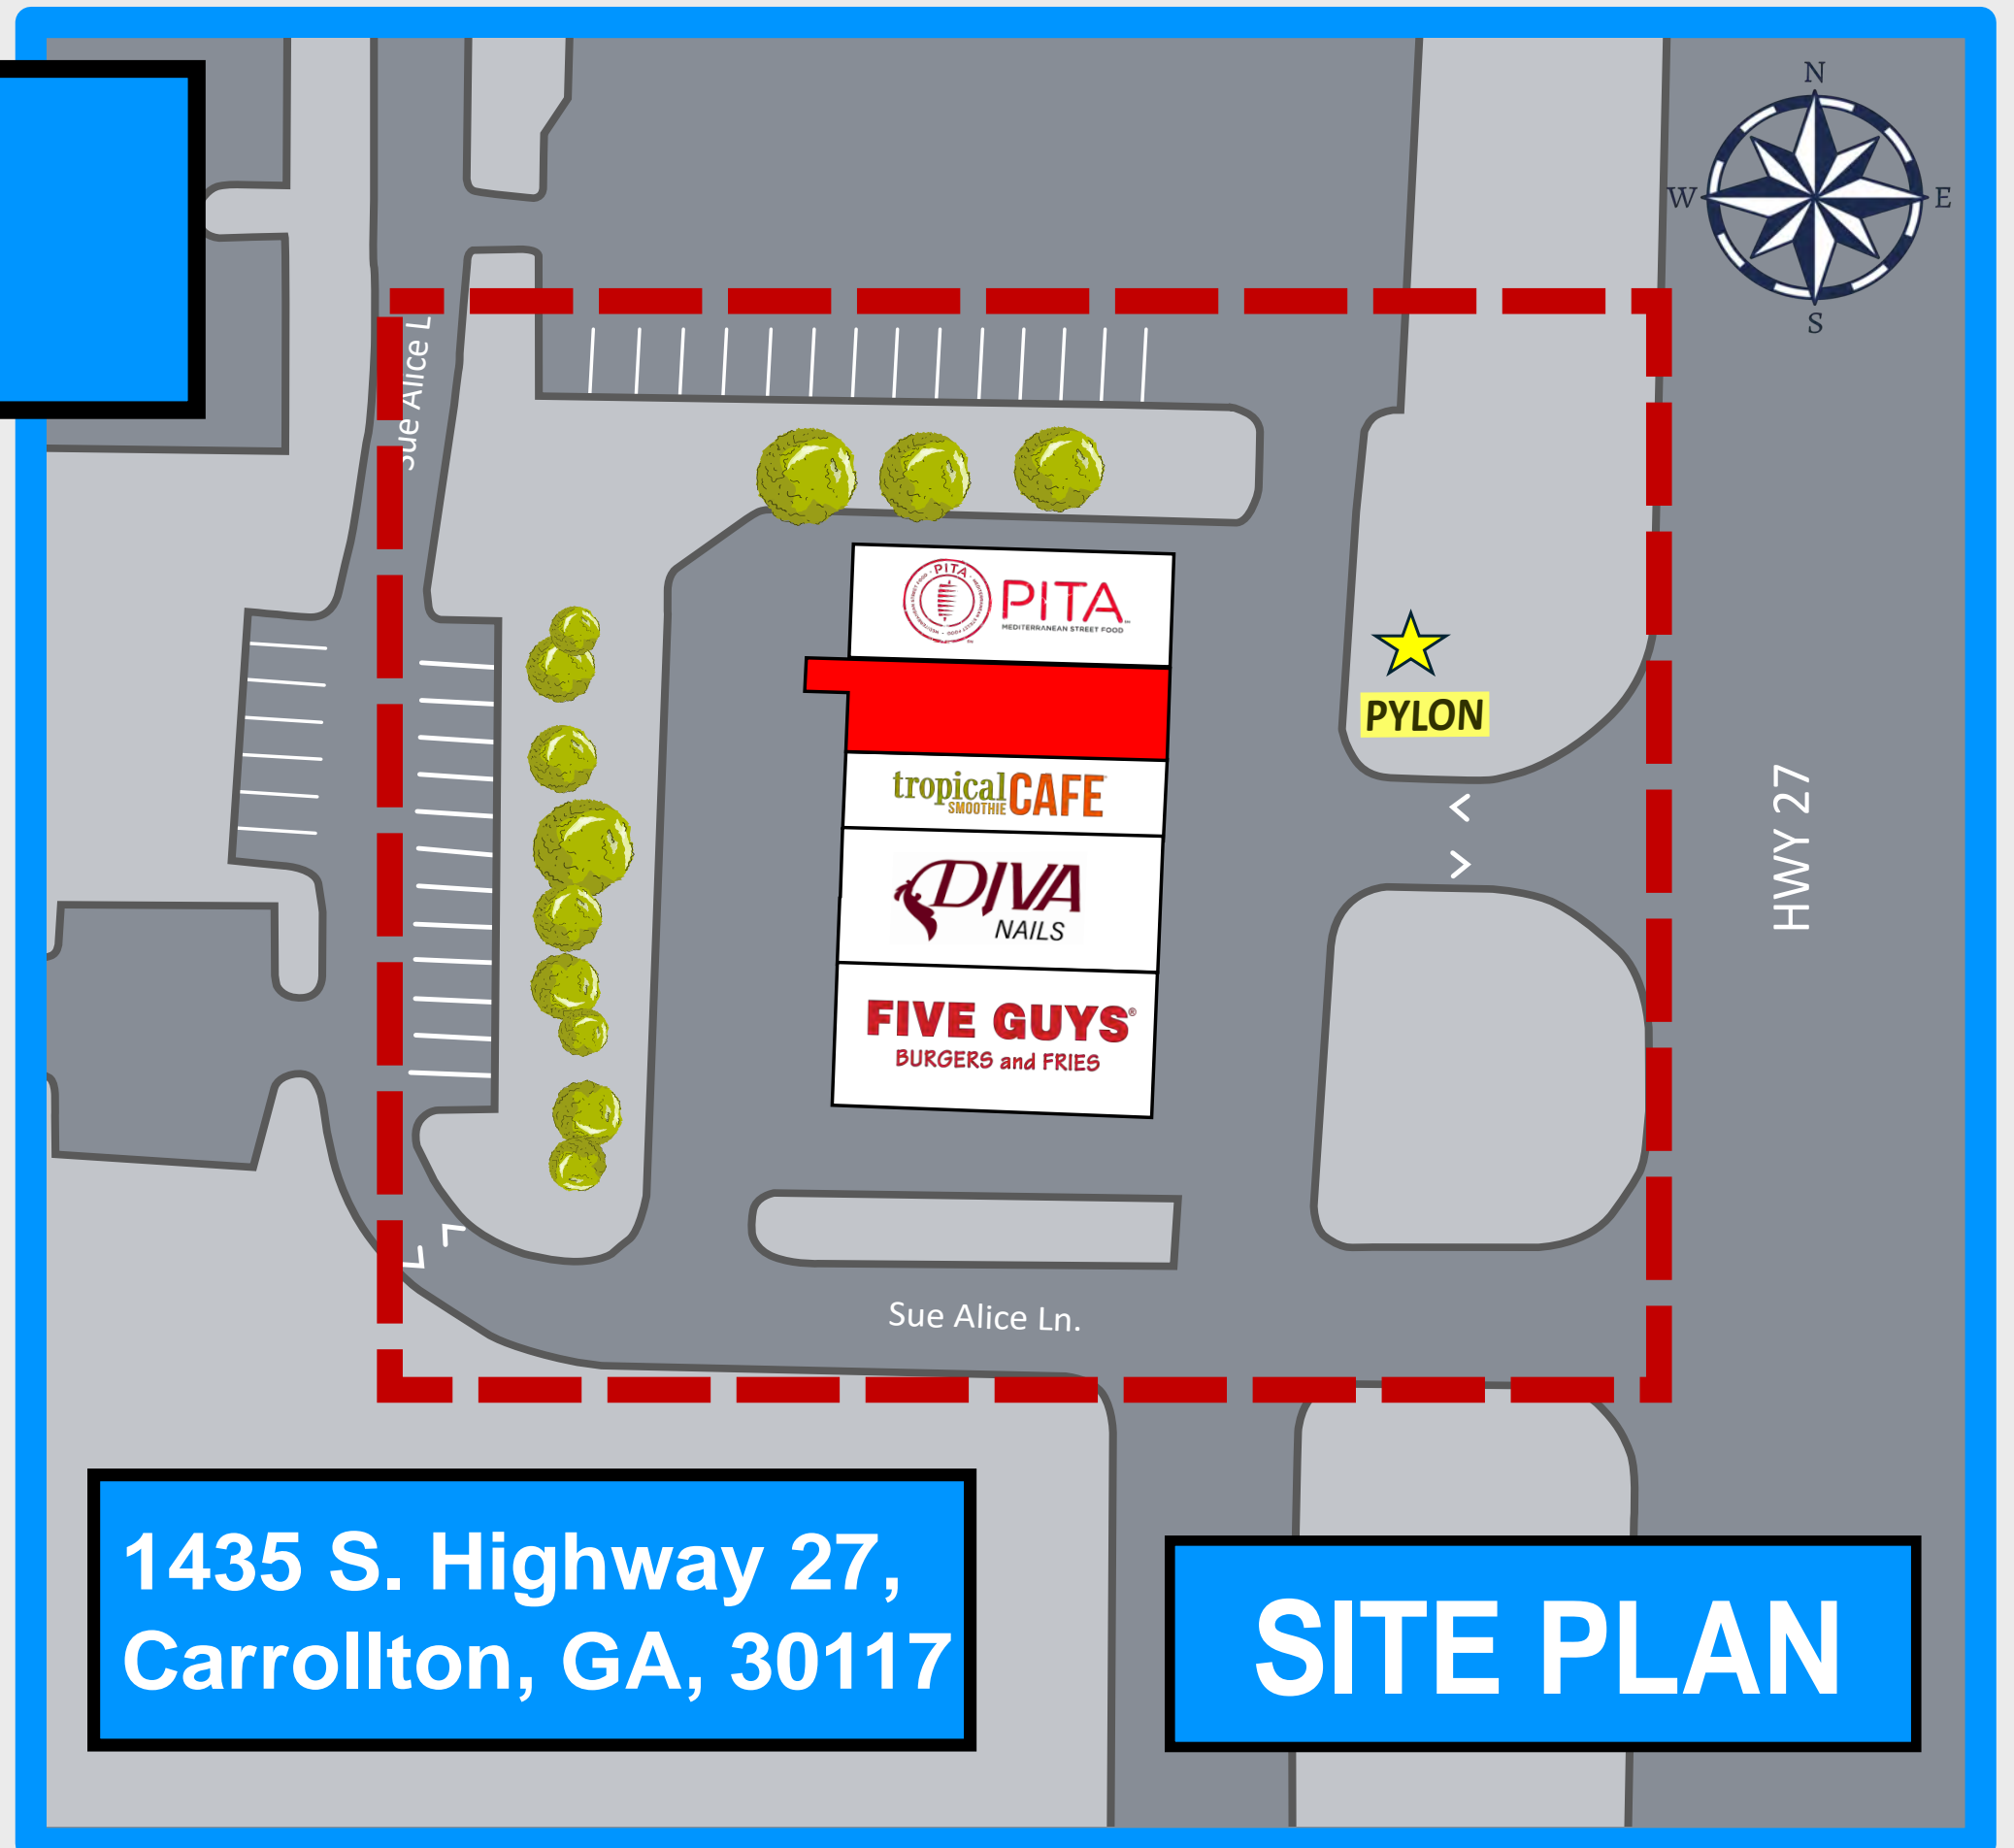 N
W
E
S
Sue Alice L
PITA
PITA
MEDITERRANEAN STREET FOOD
PYLON
tropical CAFE
SMOOTHIE
HWY 27
DIVA
NAILS
FIVE GUYS®
BURGERS and FRIES
Sue Alice Ln.
1435 S. Highway 27,
Carrollton, GA, 30117
SITE PLAN